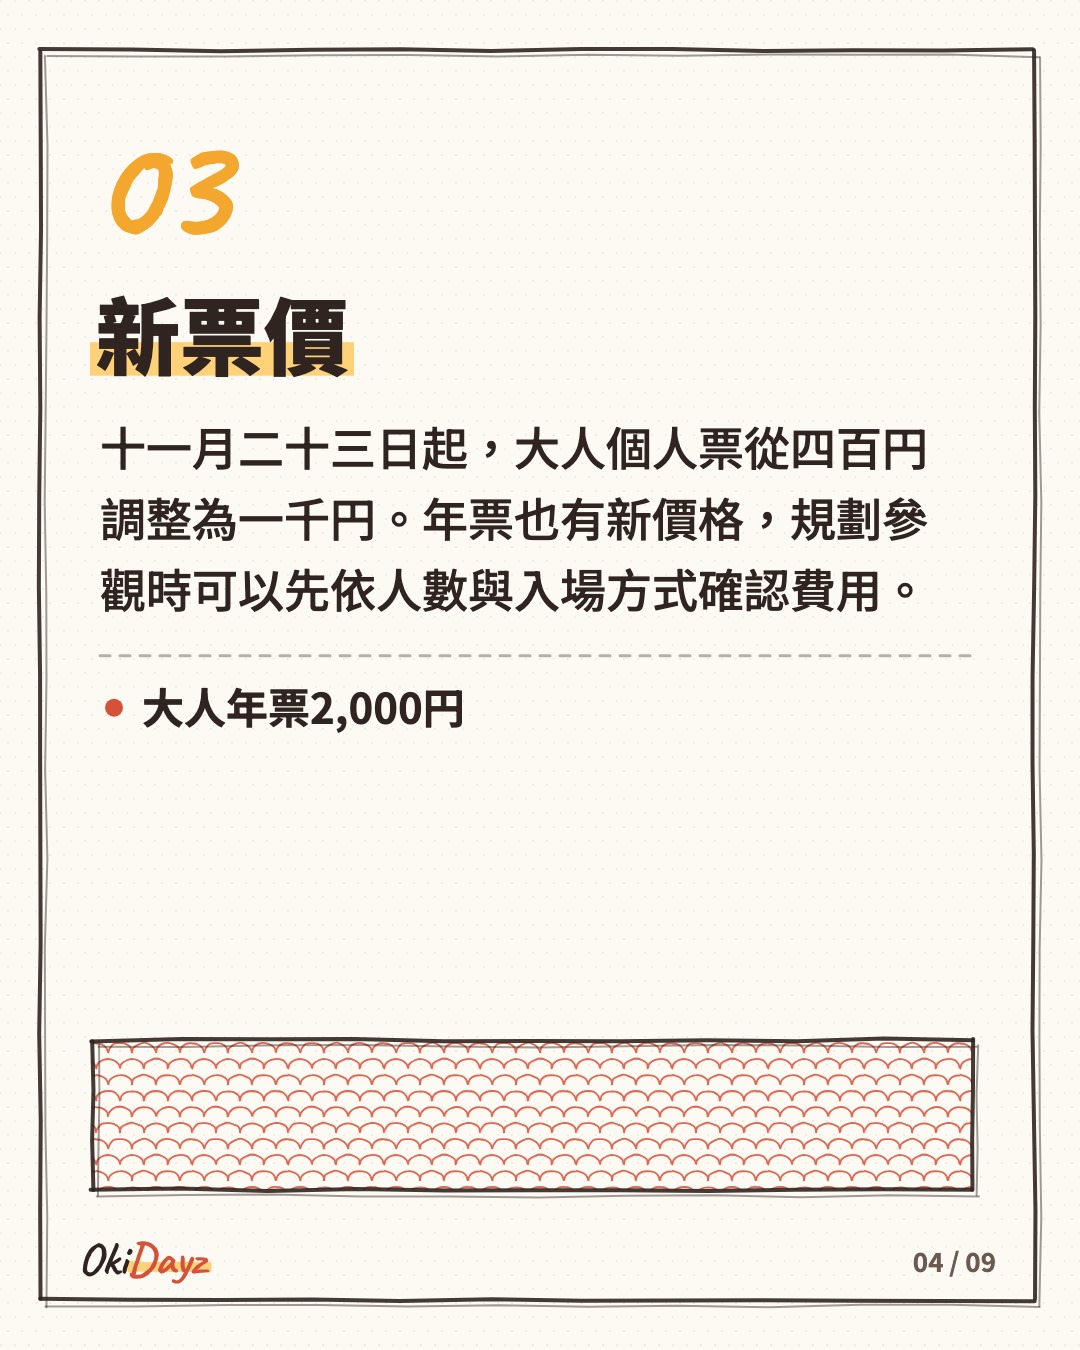 03
新票價
十一月二十三日起，大人個人票從四百円
調整為一千円。年票也有新價格，規劃參
觀時可以先依人數與入場方式確認費用。
大人年票2,000円
OkiDayz
04 / 09